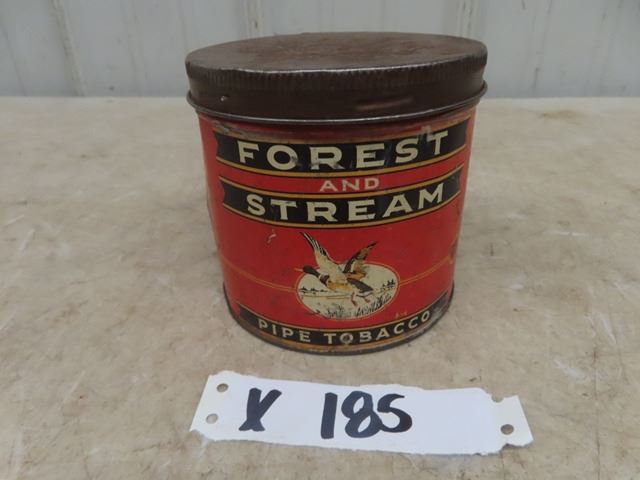 FOREST
AND
STREAM
PIPE TOBACCO
X 185